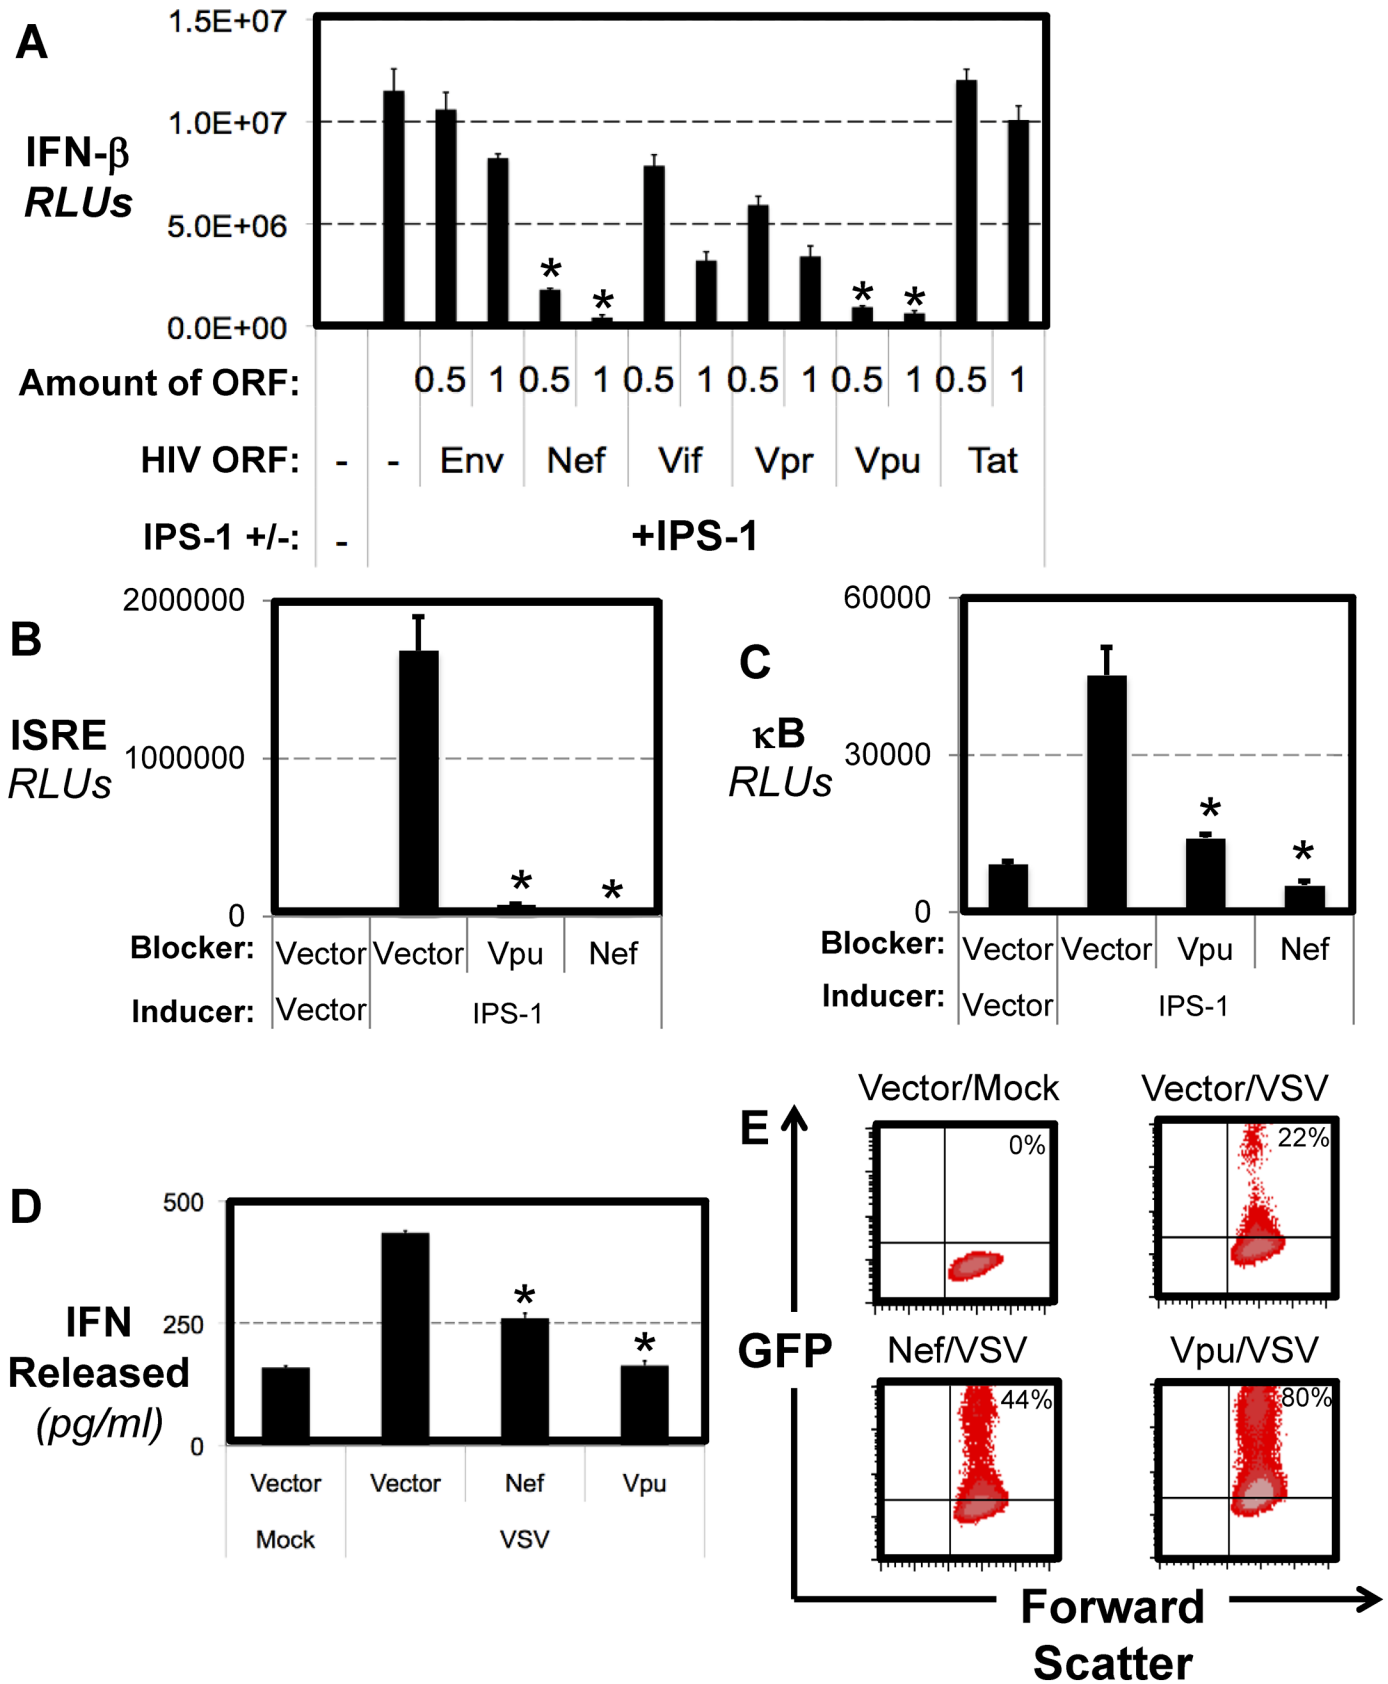 A
1.5E+07
1.0E+07
5.0E+06
0.0E+00
IFN-β
RLUs
* * * *
Amount of ORF: 0.5 1 0.5 1 0.5 1 0.5 1 0.5 1 0.5 1
HIV ORF: - - Env Nef Vif Vpr Vpu Tat
IPS-1 +/-: - +IPS-1
B
2000000
1000000
0
ISRE
RLUs
* *
Blocker: Vector Vector Vpu Nef
Inducer: Vector IPS-1
C
60000
30000
0
κB
RLUs
* *
Blocker: Vector Vector Vpu Nef
Inducer: Vector IPS-1
D
500
250
0
IFN
Released
(pg/ml)
* *
Vector Vector Nef Vpu
Mock VSV
E
Vector/Mock Vector/VSV
0% 22%
GFP
Nef/VSV Vpu/VSV
44% 80%
Forward
Scatter